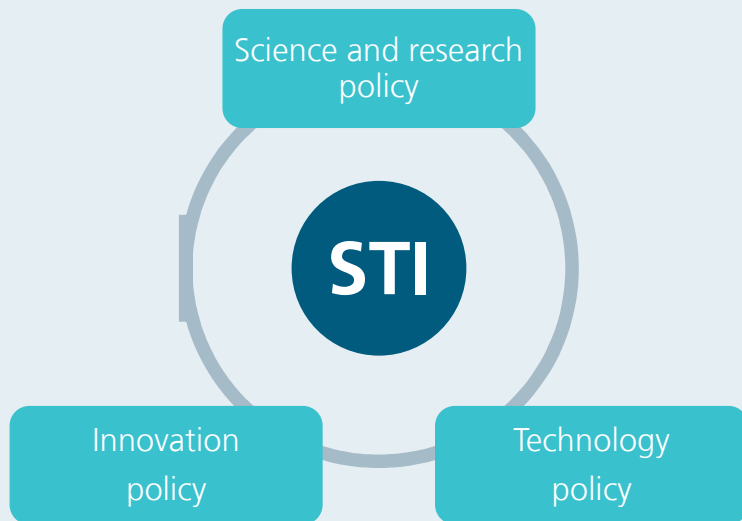 Science and research
policy
STI
Innovation
policy
Technology
policy